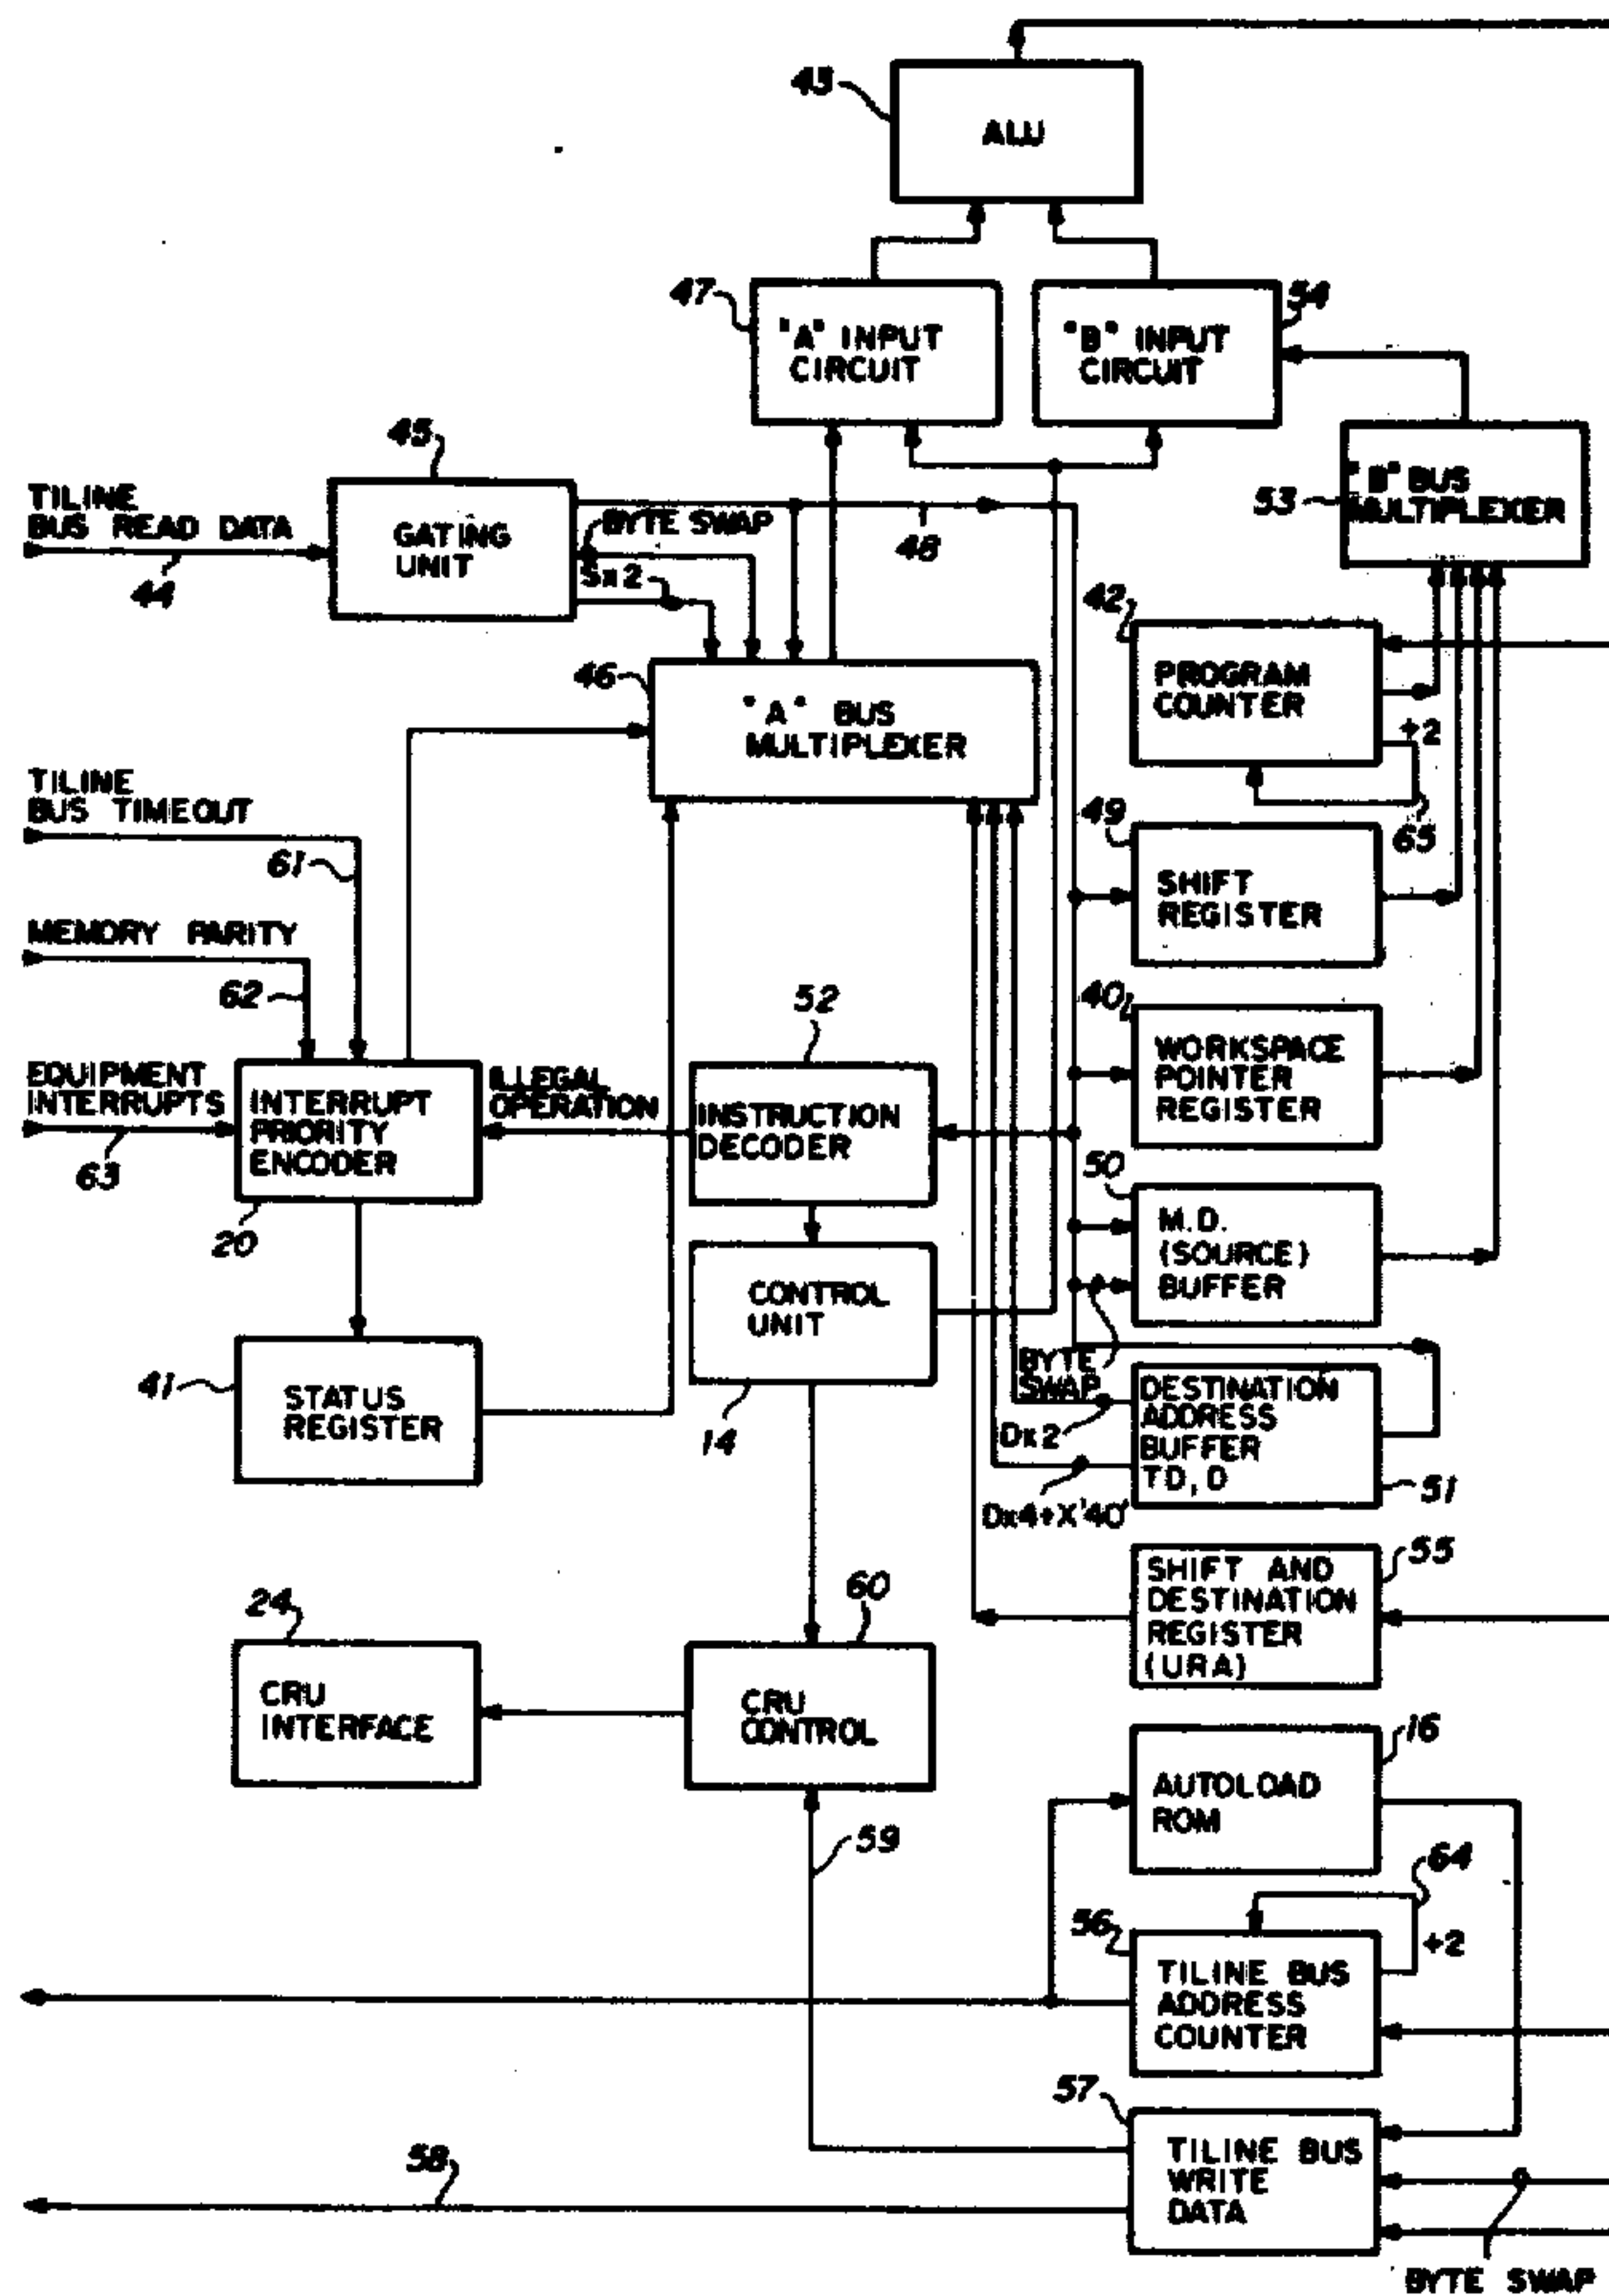 43
ALU
47
"A" INPUT
CIRCUIT
"B" INPUT
CIRCUIT
54
45
TILINE
BUS READ DATA
44
GATING
UNIT
BYTE SWAP
Sx2
48
53
"B" BUS
MULTIPLEXER
46
"A" BUS
MULTIPLEXER
42
PROGRAM
COUNTER
+2
65
TILINE
BUS TIMEOUT
61
49
SHIFT
REGISTER
MEMORY PARITY
62
52
40
WORKSPACE
POINTER
REGISTER
EQUIPMENT
INTERRUPTS
63
INTERRUPT
PRIORITY
ENCODER
20
ILLEGAL
OPERATION
INSTRUCTION
DECODER
50
M.D.
(SOURCE)
BUFFER
CONTROL
UNIT
14
41
STATUS
REGISTER
BYTE
SWAP
Dx2
Dx4+X'40'
DESTINATION
ADDRESS
BUFFER
TD, D
51
55
SHIFT AND
DESTINATION
REGISTER
(URA)
24
CRU
INTERFACE
60
CRU
CONTROL
59
16
AUTOLOAD
ROM
64
+2
56
TILINE BUS
ADDRESS
COUNTER
57
TILINE BUS
WRITE
DATA
58
BYTE SWAP